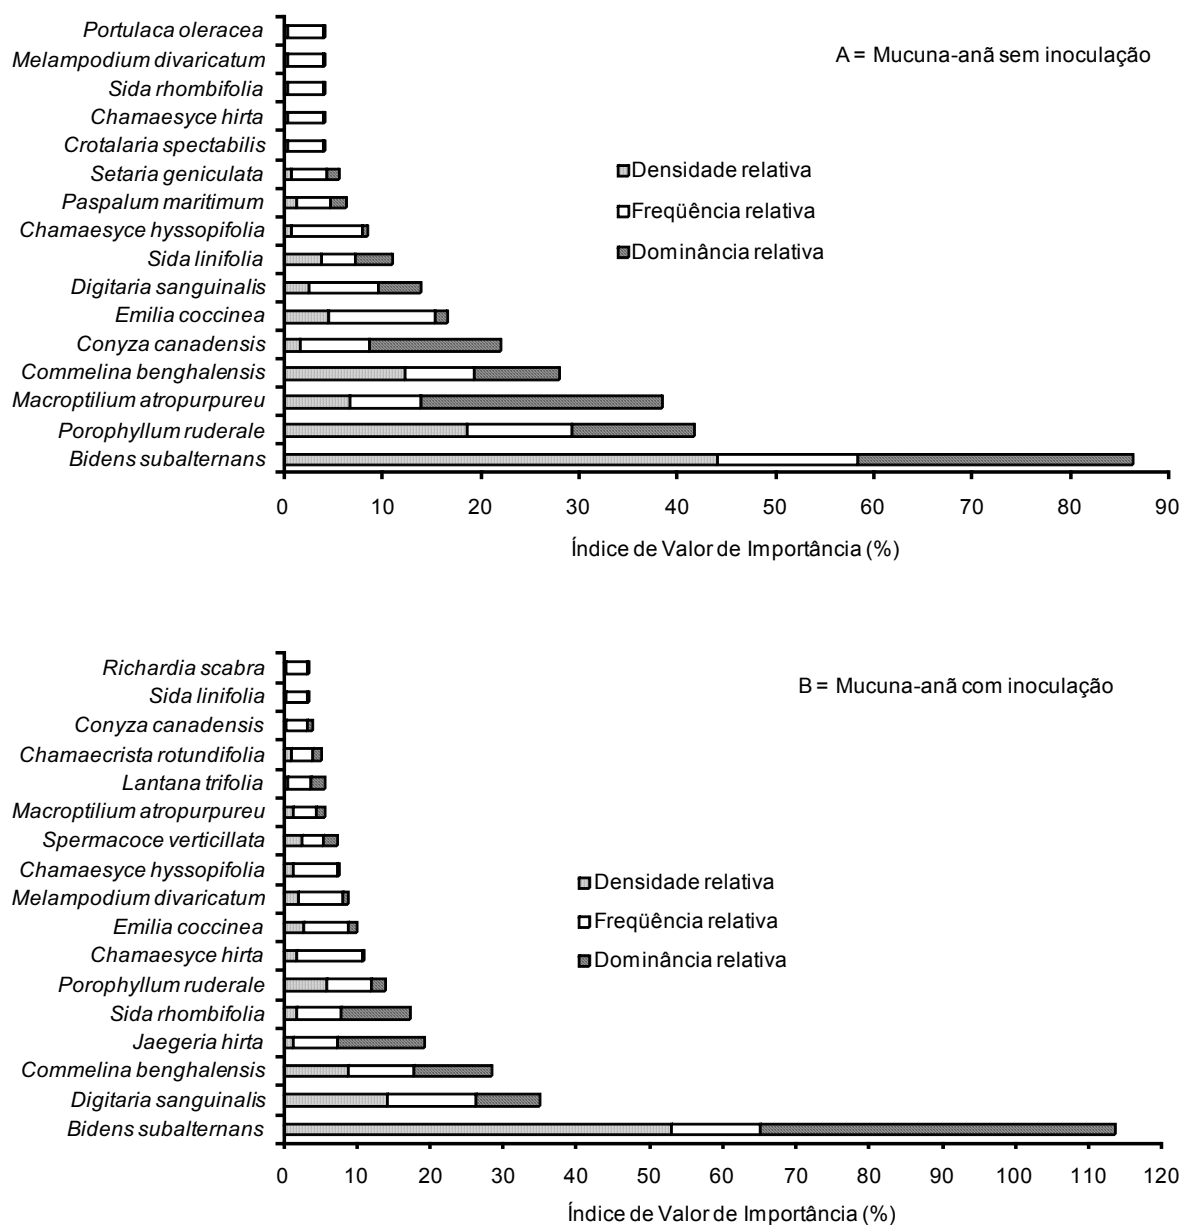 Portulaca oleracea
Melampodium divaricatum
A = Mucuna-anã sem inoculação
Sida rhombifolia
Chamaesyce hirta
Crotalaria spectabilis
Setaria geniculata
Densidade relativa
Paspalum maritimum
Freqüência relativa
Chamaesyce hyssopifolia
Dominância relativa
Sida linifolia
Digitaria sanguinalis
Emilia coccinea
Conyza canadensis
Commelina benghalensis
Macroptilium atropurpureu
Porophyllum ruderale
Bidens subalternans
0 10 20 30 40 50 60 70 80 90
Índice de Valor de Importância (%)
Richardia scabra
B = Mucuna-anã com inoculação
Sida linifolia
Conyza canadensis
Chamaecrista rotundifolia
Lantana trifolia
Macroptilium atropurpureu
Spermacoce verticillata
Chamaesyce hyssopifolia
Densidade relativa
Melampodium divaricatum
Freqüência relativa
Emilia coccinea
Chamaesyce hirta
Dominância relativa
Porophyllum ruderale
Sida rhombifolia
Jaegeria hirta
Commelina benghalensis
Digitaria sanguinalis
Bidens subalternans
0 10 20 30 40 50 60 70 80 90 100 110 120
Índice de Valor de Importância (%)